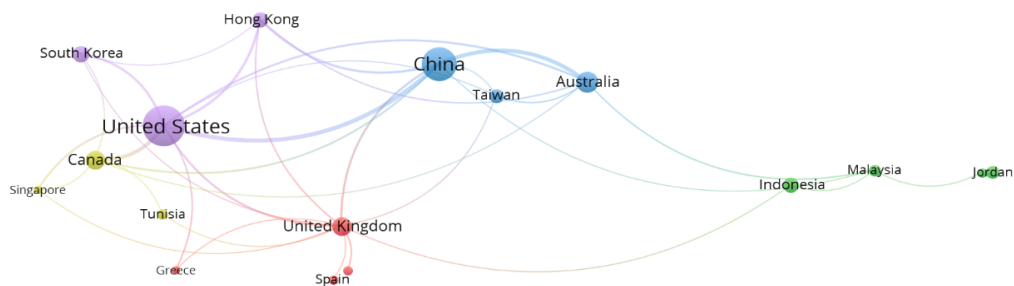 Hong Kong
South Korea
China
Australia
Taiwan
United States
Canada
Singapore
Malaysia
Jordan
Indonesia
Tunisia
United Kingdom
Greece
Spain